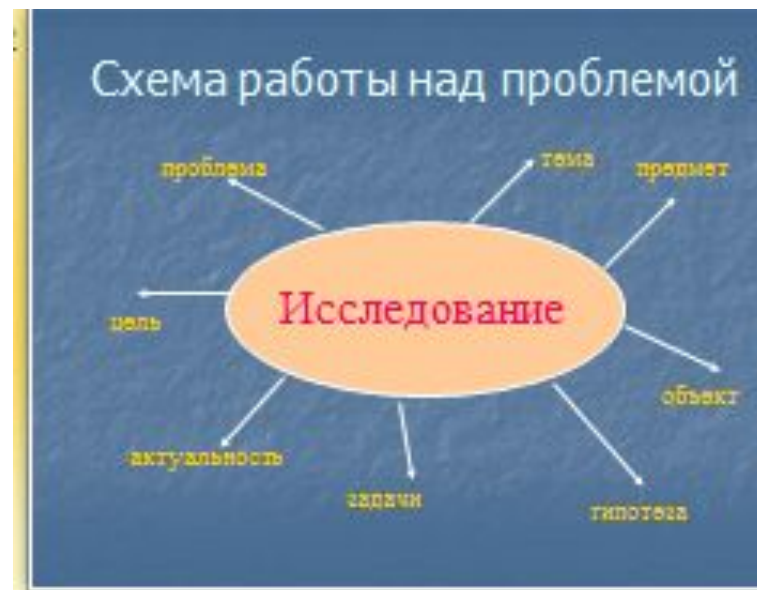 Схема работы над проблемой
проблема
тема
предмет
Исследование
цель
объект
актуальность
задачи
гипотеза